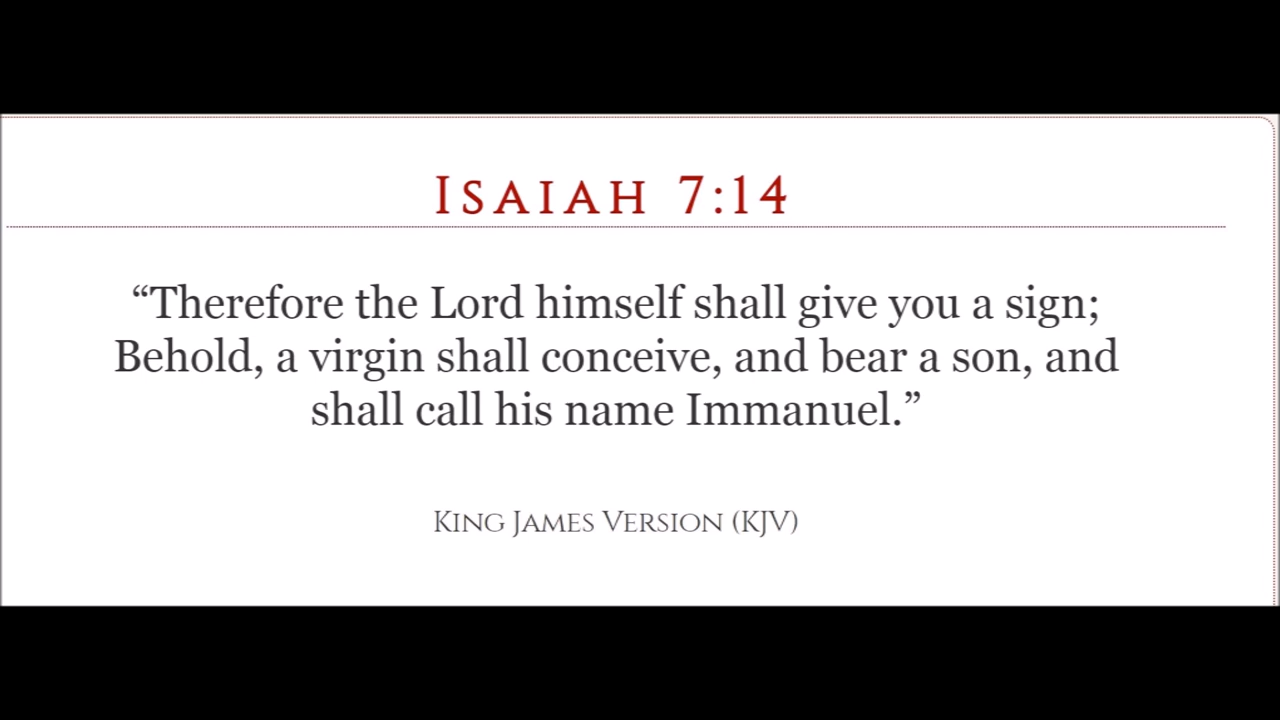 Isaiah 7:14
“Therefore the Lord himself shall give you a sign;
Behold, a virgin shall conceive, and bear a son, and
shall call his name Immanuel.”
King James Version (KJV)